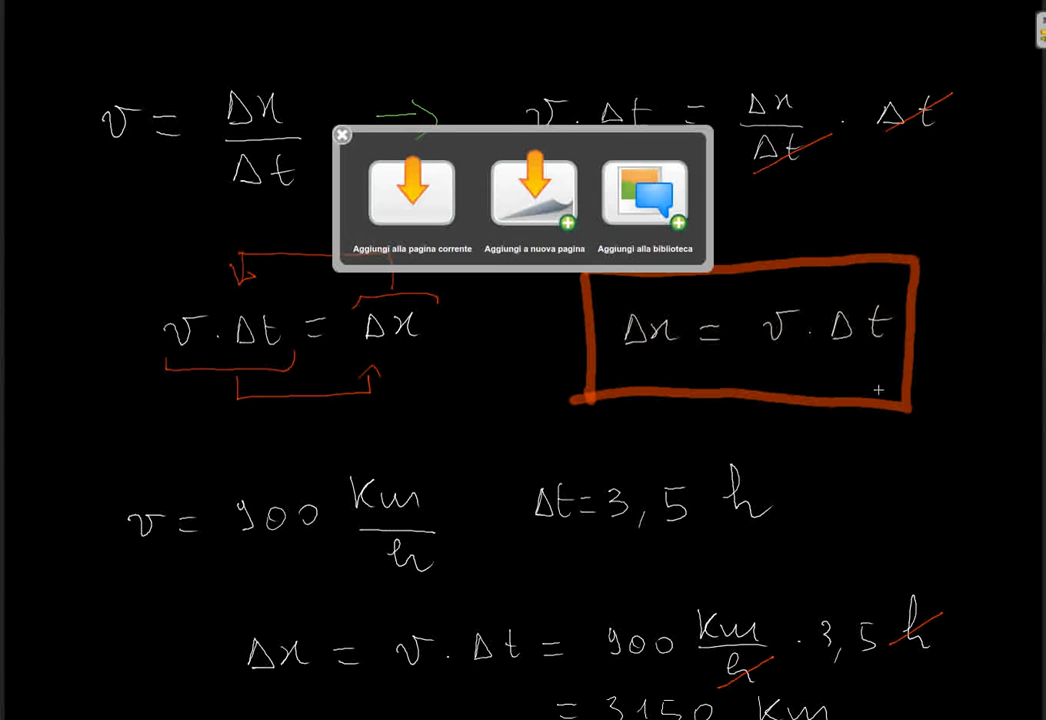 v = Δx / Δt → v · Δt = Δx / Δt · Δt
Aggiungi alla pagina corrente Aggiungi a nuova pagina Aggiungi alla biblioteca
v · Δt = Δx Δx = v · Δt
v = 900 Km / h Δt = 3,5 h
Δx = v · Δt = 900 Km / h · 3,5 h
= 3150 Km